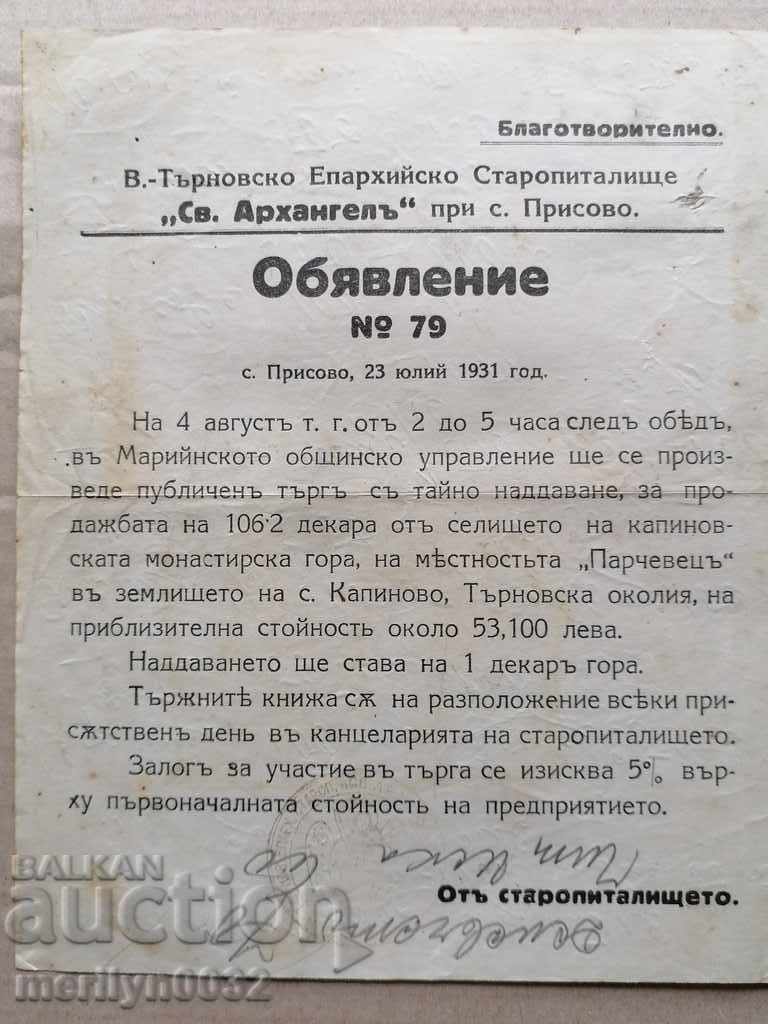 Благотворително.
В.-Търновско Епархийско Старопиталище
„Св. Архангелъ“ при с. Присово.
Обявление
№ 79
с. Присово, 23 юлий 1931 год.
На 4 августъ т. г. отъ 2 до 5 часа следъ обѣдъ,
въ Марийнското общинско управление ще се произ-
веде публиченъ търгъ съ тайно наддаване, за про-
дажбата на 106·2 декара отъ селището на капинов-
ската монастирска гора, на мѣстностьта „Парчевецъ“
въ землището на с. Капиново, Търновска околия, на
приблизителна стойность около 53,100 лева.
Наддаването ще става на 1 декаръ гора.
Тържнитѣ книжа сѫ на разположение всѣки при-
сѫтственъ день въ канцеларията на старопиталището.
Залогъ за участие въ търга се изисква 5% вър-
ху първоначалната стойность на предприятието.
Отъ старопиталището.
BALKAN
auction
merilyn0032